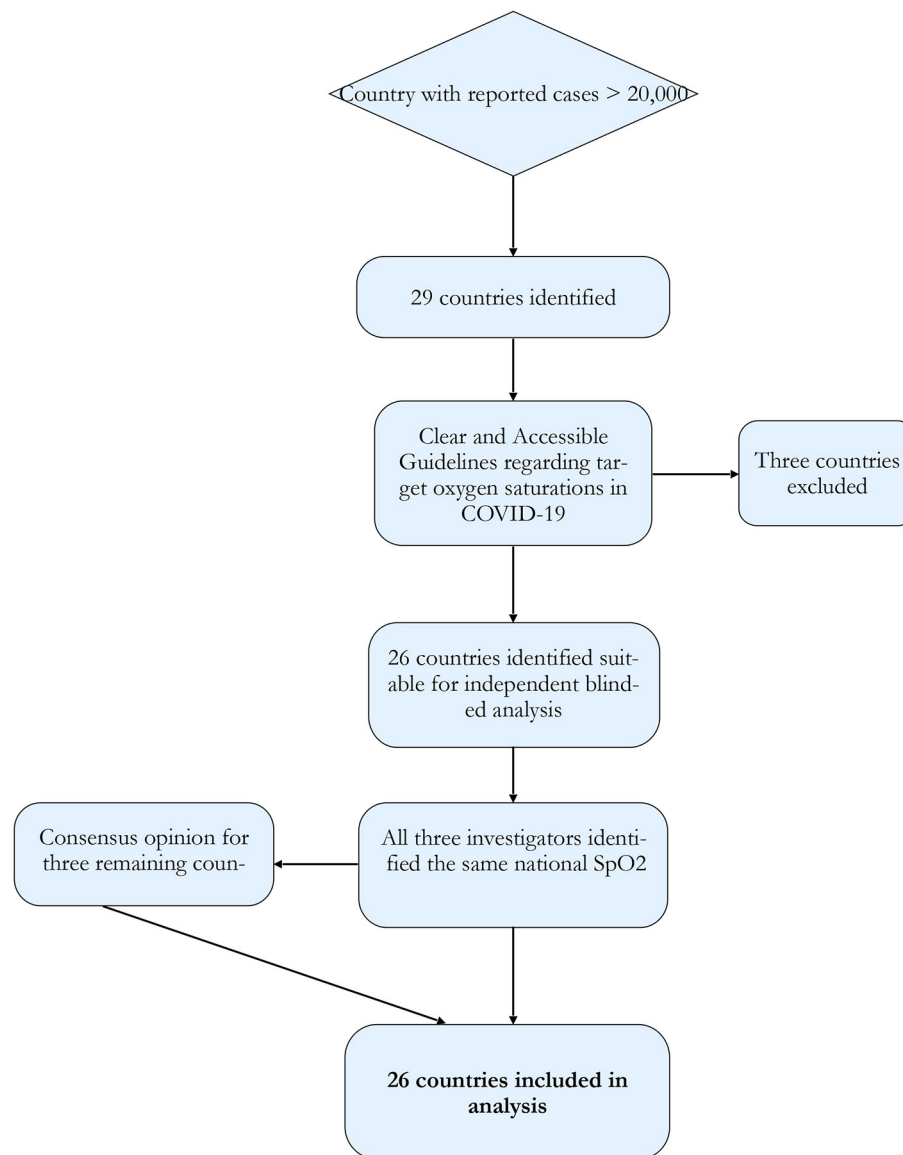 Country with reported cases > 20,000
29 countries identified
Clear and Accessible
Guidelines regarding tar-
get oxygen saturations in
COVID-19
Three countries
excluded
26 countries identified suit-
able for independent blind-
ed analysis
All three investigators identi-
fied the same national SpO2
Consensus opinion for
three remaining coun-
26 countries included in
analysis